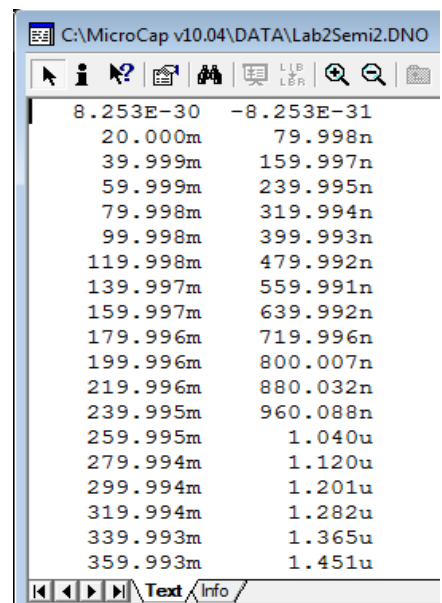 C:\MicroCap v10.04\DATA\Lab2Semi2.DNO
8.253E-30 -8.253E-31
20.000m 79.998n
39.999m 159.997n
59.999m 239.995n
79.998m 319.994n
99.998m 399.993n
119.998m 479.992n
139.997m 559.991n
159.997m 639.992n
179.996m 719.996n
199.996m 800.007n
219.996m 880.032n
239.995m 960.088n
259.995m 1.040u
279.994m 1.120u
299.994m 1.201u
319.994m 1.282u
339.993m 1.365u
359.993m 1.451u
Text Info